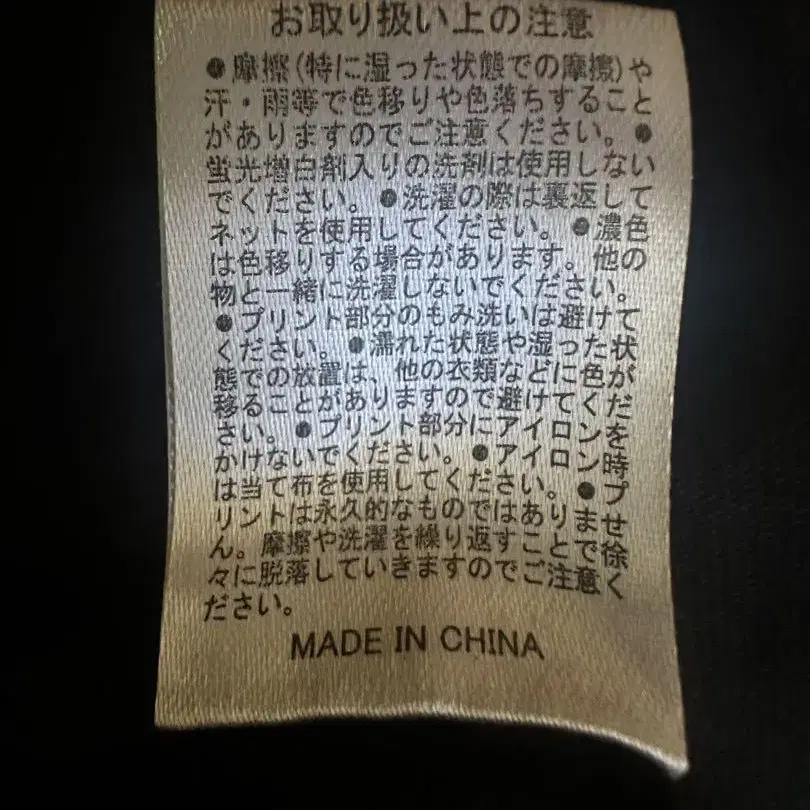 お取り扱い上の注意
●摩擦(特に湿った状態での摩擦)や
汗・雨等で色移りや色落ちすること
がありますのでご注意ください。●
蛍光増白剤入りの洗剤は使用しない
でください。●洗濯の際は裏返して
ネットを使用してください。●濃色
は色移りする場合があります。他の
物と一緒に洗濯しないでください。
●プリント部分のもみ洗いは避けて
ください。●濡れた状態や湿った状
態での放置は、他の衣類などに色が
移ることがありますので避けてくだ
さい。●プリント部分にアイロンを
かけないでください。●アイロン時
は当て布を使用してください。●プ
リントは永久的なものではありませ
ん。摩擦や洗濯を繰り返すことで徐
々に脱落していきますのでご注意く
ださい。
MADE IN CHINA